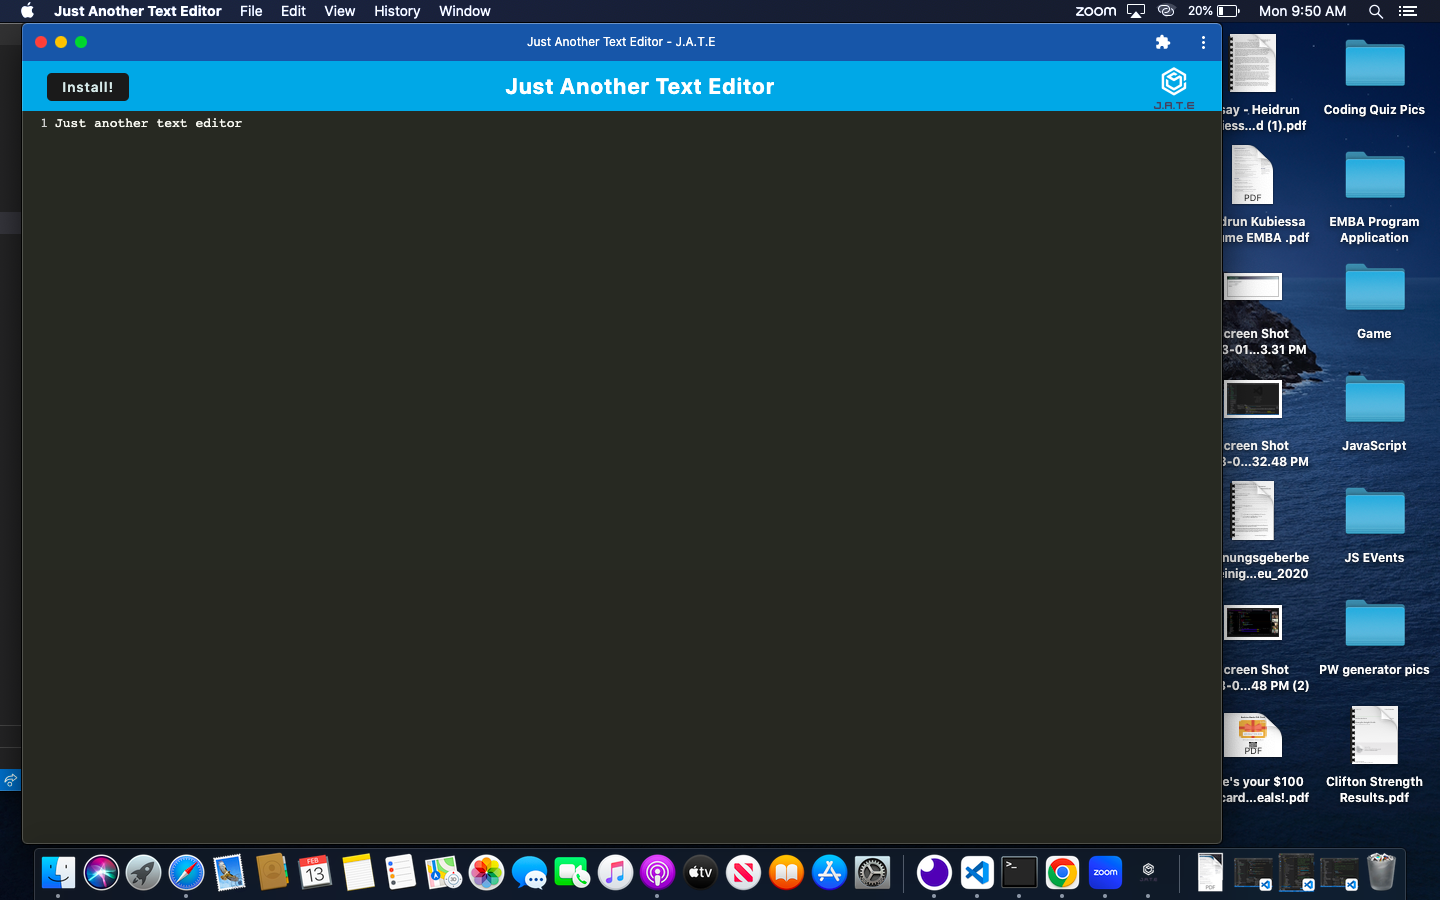 Just Another Text Editor File Edit View History Window
zoom 20% Mon 9:50 AM
Just Another Text Editor - J.A.T.E
Install!
Just Another Text Editor
J.A.T.E
1 Just another text editor
say - Heidrun
iess...d (1).pdf
Coding Quiz Pics
PDF
drun Kubiessa
me EMBA .pdf
EMBA Program
Application
creen Shot
3-01...3.31 PM
Game
creen Shot
3-0...32.48 PM
JavaScript
nungsgeberbe
einig...eu_2020
JS EVents
creen Shot
3-0...48 PM (2)
PW generator pics
PDF
e's your $100
card...eals!.pdf
Clifton Strength
Results.pdf
FEB
13
tv
zoom
PDF